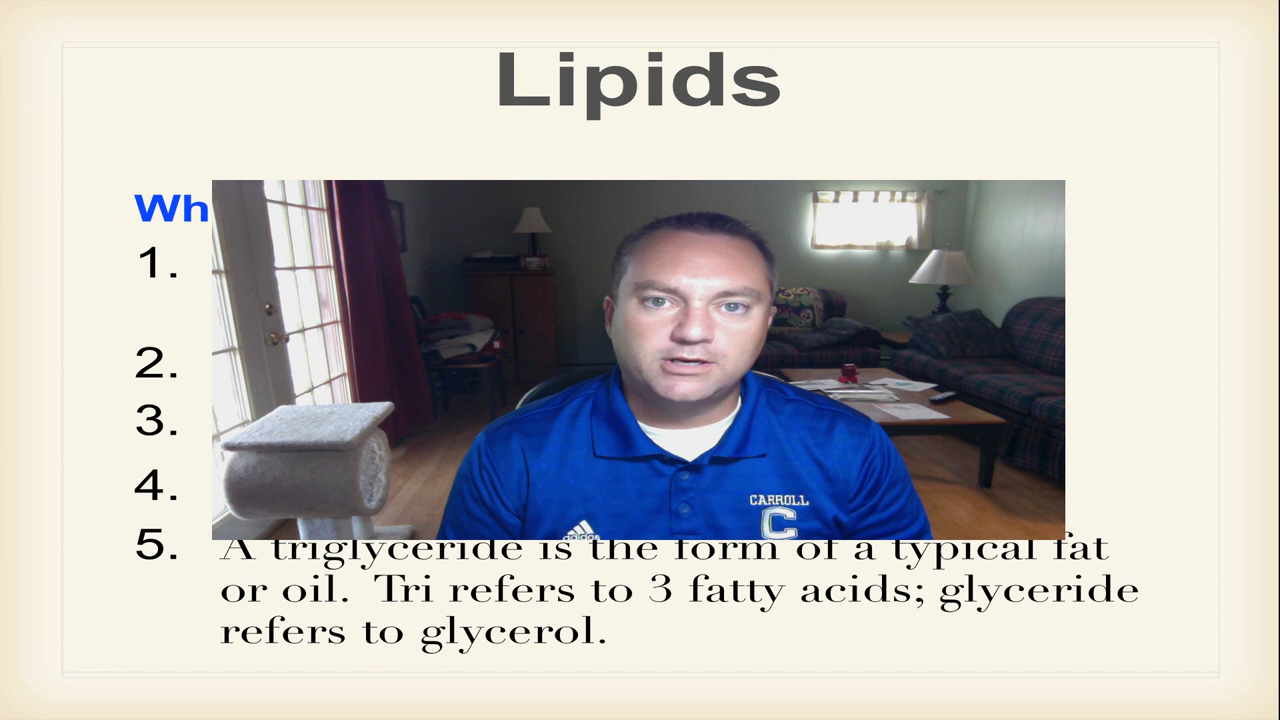 Lipids
Wh
1.
2.
3.
4.
5. A triglyceride is the form of a typical fat
or oil. Tri refers to 3 fatty acids; glyceride
refers to glycerol.
CARROLL
C
adidas